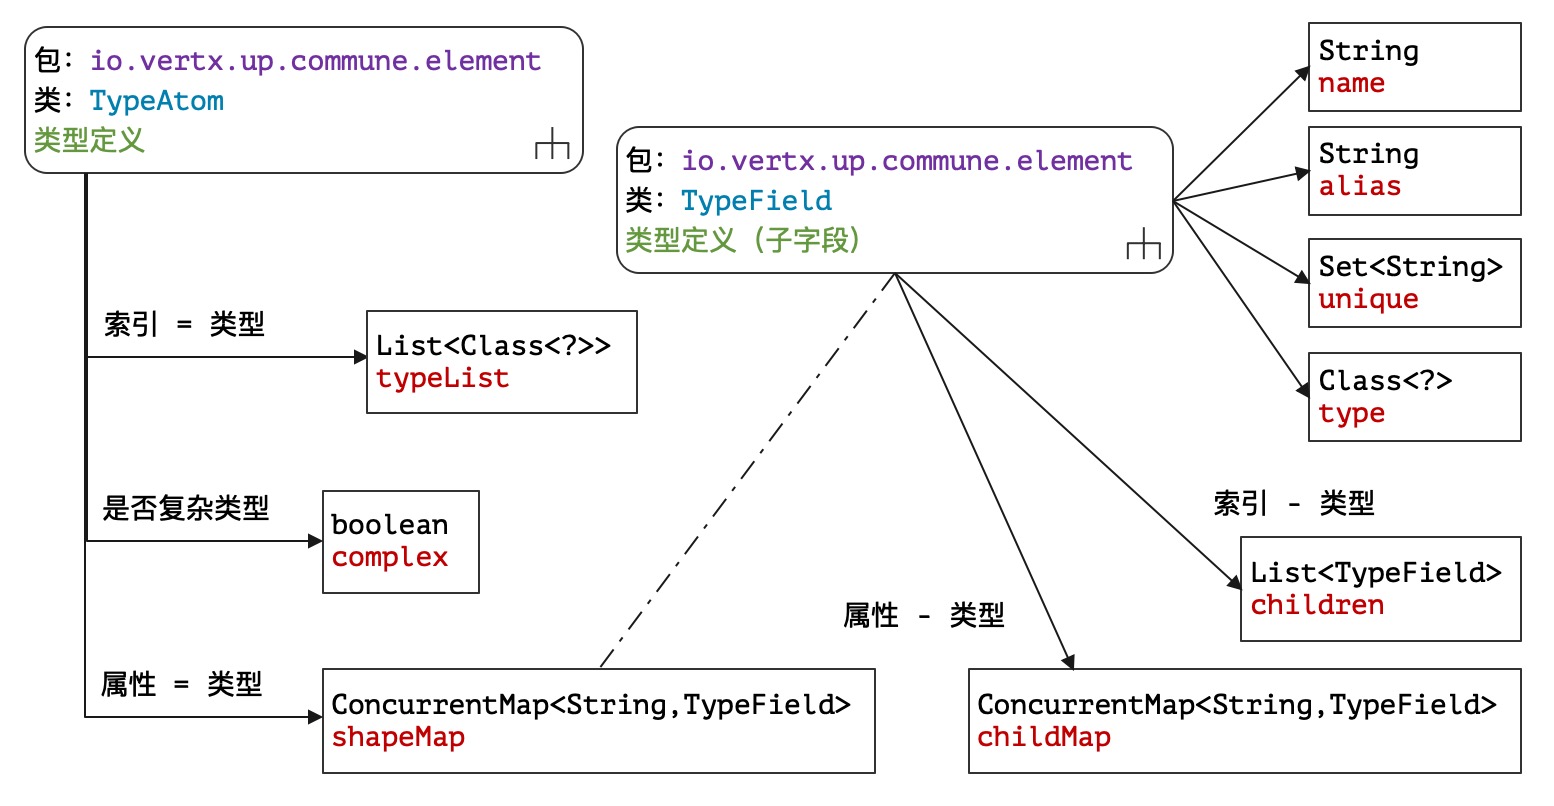 包: io.vertx.up.commune.element
类: TypeAtom
类型定义
索引 = 类型
List<Class<?>>
typeList
是否复杂类型
boolean
complex
属性 = 类型
ConcurrentMap<String,TypeField>
shapeMap
包: io.vertx.up.commune.element
类: TypeField
类型定义（子字段）
String
name
String
alias
Set<String>
unique
Class<?>
type
索引 - 类型
List<TypeField>
children
属性 - 类型
ConcurrentMap<String,TypeField>
childMap